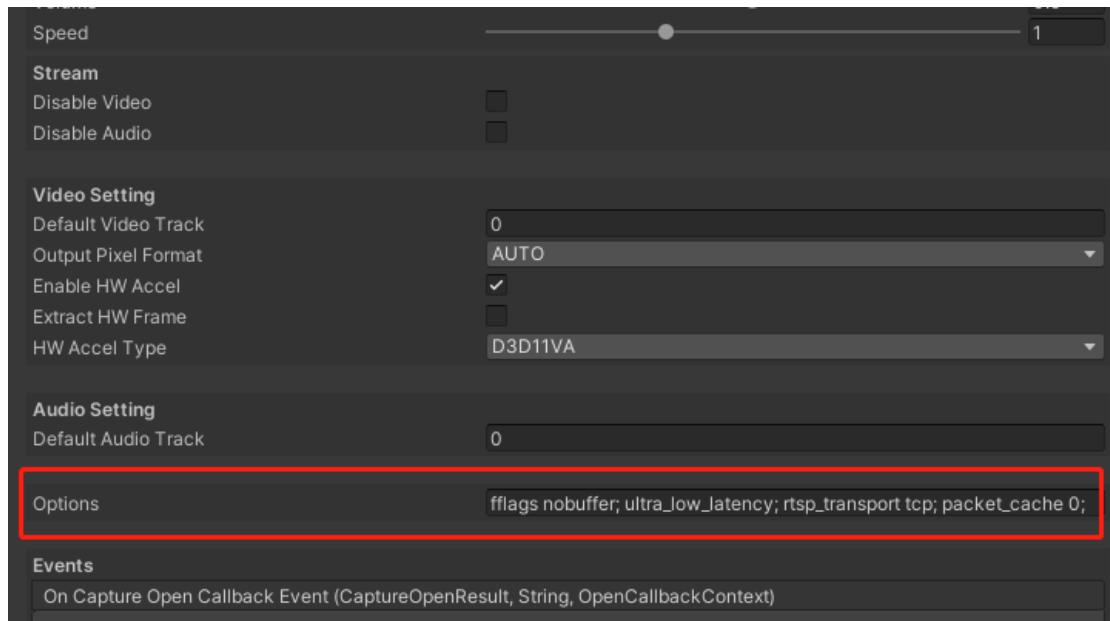 Speed 1
Stream
Disable Video
Disable Audio
Video Setting
Default Video Track 0
Output Pixel Format AUTO
Enable HW Accel
Extract HW Frame
HW Accel Type D3D11VA
Audio Setting
Default Audio Track 0
Options fflags nobuffer; ultra_low_latency; rtsp_transport tcp; packet_cache 0;
Events
On Capture Open Callback Event (CaptureOpenResult, String, OpenCallbackContext)